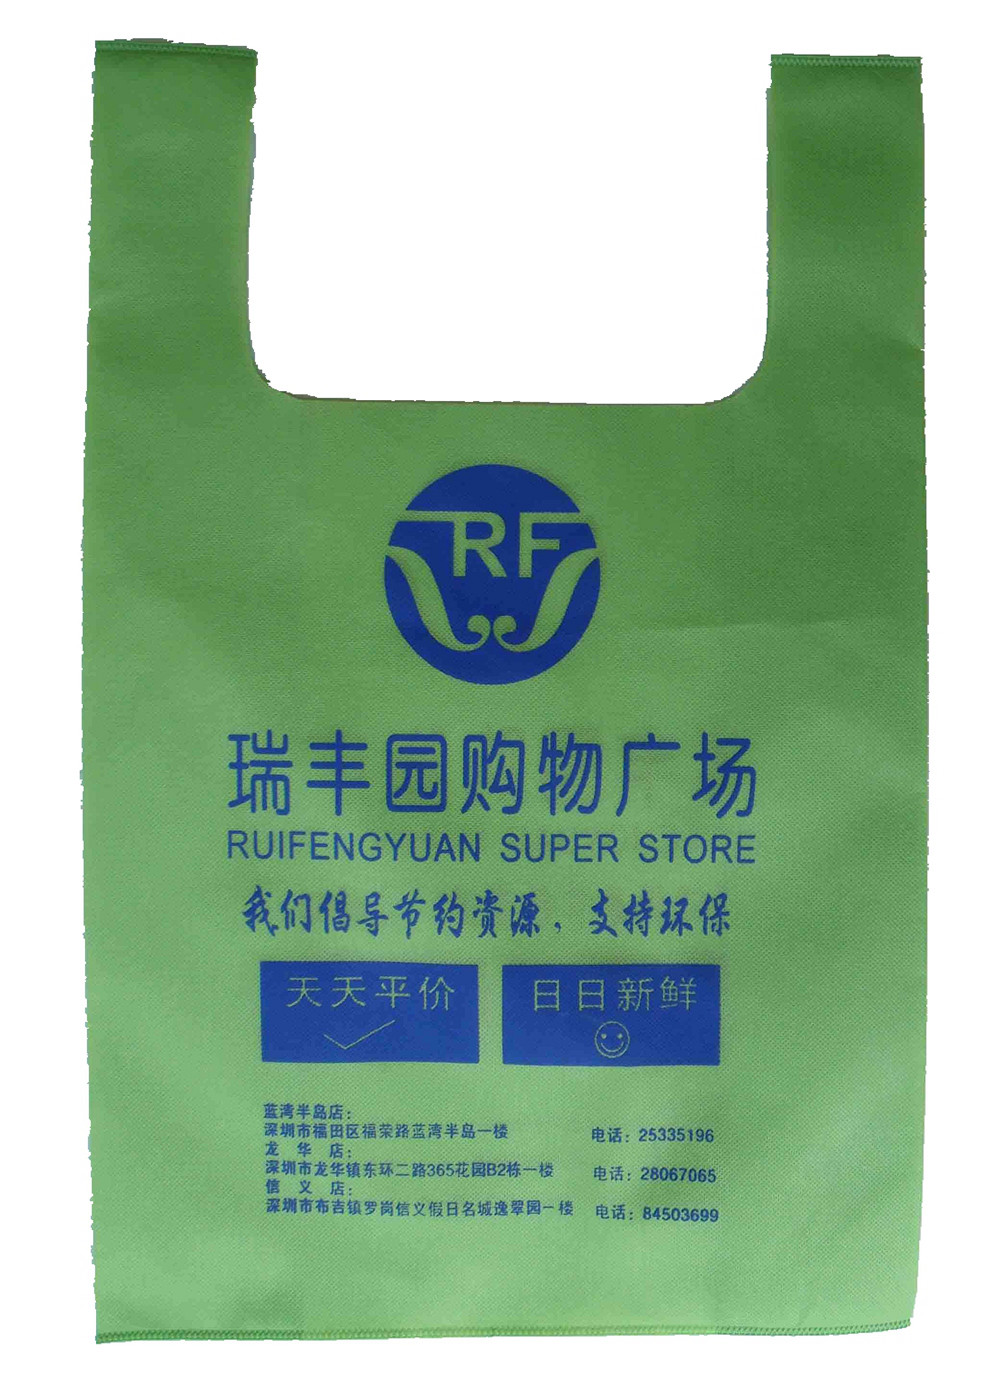 RF
瑞丰园购物广场
RUIFENGYUAN SUPER STORE
我们倡导节约资源，支持环保
天天平价 日日新鲜
蓝湾半岛店：
深圳市福田区福荣路蓝湾半岛一楼 电话：25335196
龙华店：
深圳市龙华镇东环二路365花园B2栋一楼 电话：28067065
信义店：
深圳市布吉镇罗岗信义假日名城逸翠园一楼 电话：84503699